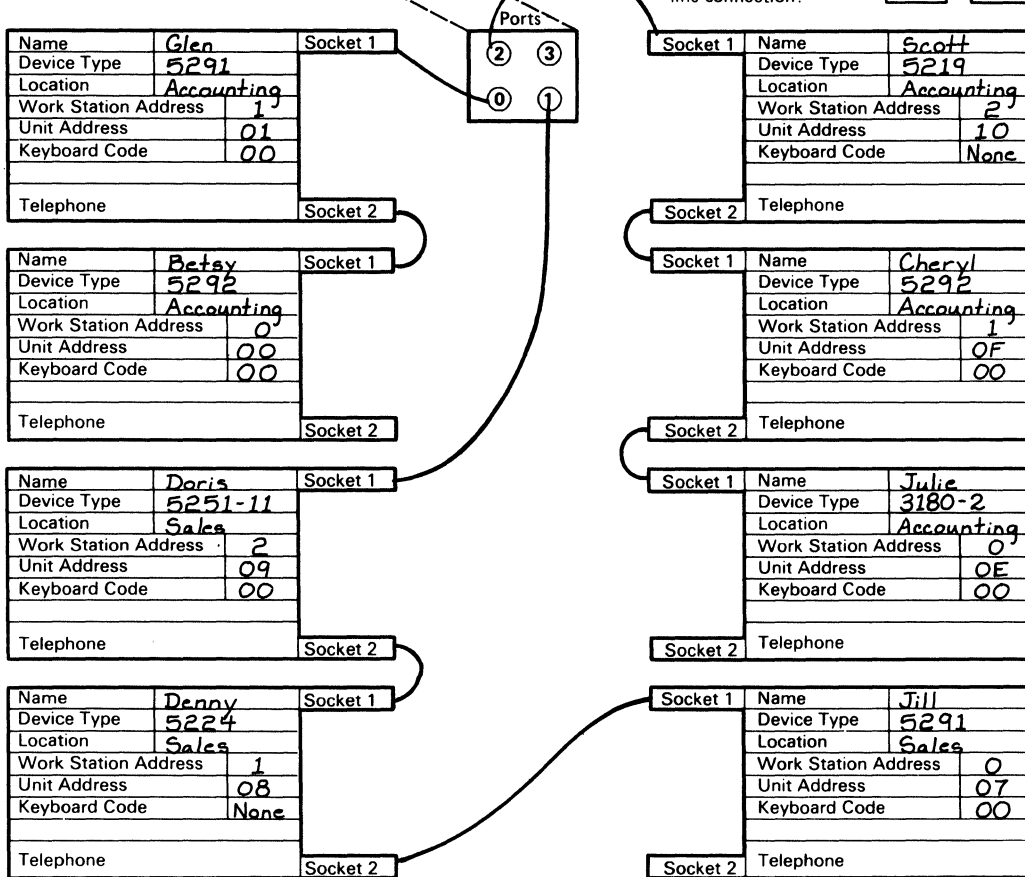 connection?
Ports
2 3
0 1
Name Glen Socket 1
Device Type 5291
Location Accounting
Work Station Address 1
Unit Address 01
Keyboard Code 00
Telephone Socket 2
Socket 1 Name Scott
Device Type 5219
Location Accounting
Work Station Address 2
Unit Address 10
Keyboard Code None
Socket 2 Telephone
Name Betsy Socket 1
Device Type 5292
Location Accounting
Work Station Address 0
Unit Address 00
Keyboard Code 00
Telephone Socket 2
Socket 1 Name Cheryl
Device Type 5292
Location Accounting
Work Station Address 1
Unit Address 0F
Keyboard Code 00
Socket 2 Telephone
Name Doris Socket 1
Device Type 5251-11
Location Sales
Work Station Address 2
Unit Address 09
Keyboard Code 00
Telephone Socket 2
Socket 1 Name Julie
Device Type 3180-2
Location Accounting
Work Station Address 0
Unit Address 0E
Keyboard Code 00
Socket 2 Telephone
Name Denny Socket 1
Device Type 5224
Location Sales
Work Station Address 1
Unit Address 08
Keyboard Code None
Telephone Socket 2
Socket 1 Name Jill
Device Type 5291
Location Sales
Work Station Address 0
Unit Address 07
Keyboard Code 00
Socket 2 Telephone